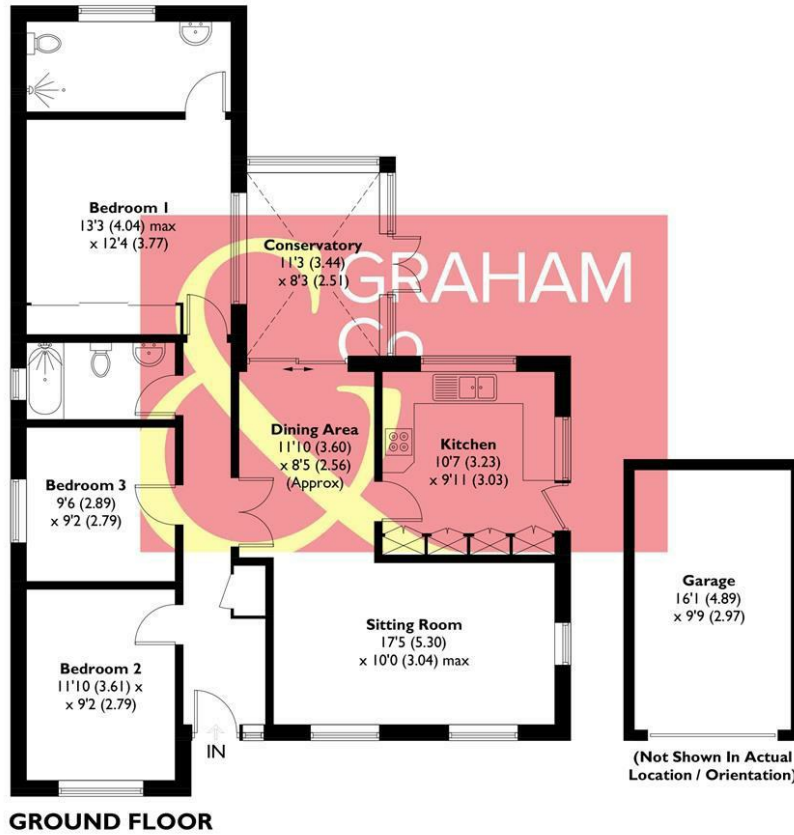 Bedroom 1
13'3 (4.04) max
x 12'4 (3.77)
Conservatory
11'3 (3.44)
x 8'3 (2.51)
& GRAHAM
Co
Dining Area
11'10 (3.60)
x 8'5 (2.56)
(Approx)
Kitchen
10'7 (3.23)
x 9'11 (3.03)
Bedroom 3
9'6 (2.89)
x 9'2 (2.79)
Garage
16'1 (4.89)
x 9'9 (2.97)
Sitting Room
17'5 (5.30)
x 10'0 (3.04) max
Bedroom 2
11'10 (3.61) x
x 9'2 (2.79)
IN
(Not Shown In Actual
Location / Orientation)
GROUND FLOOR